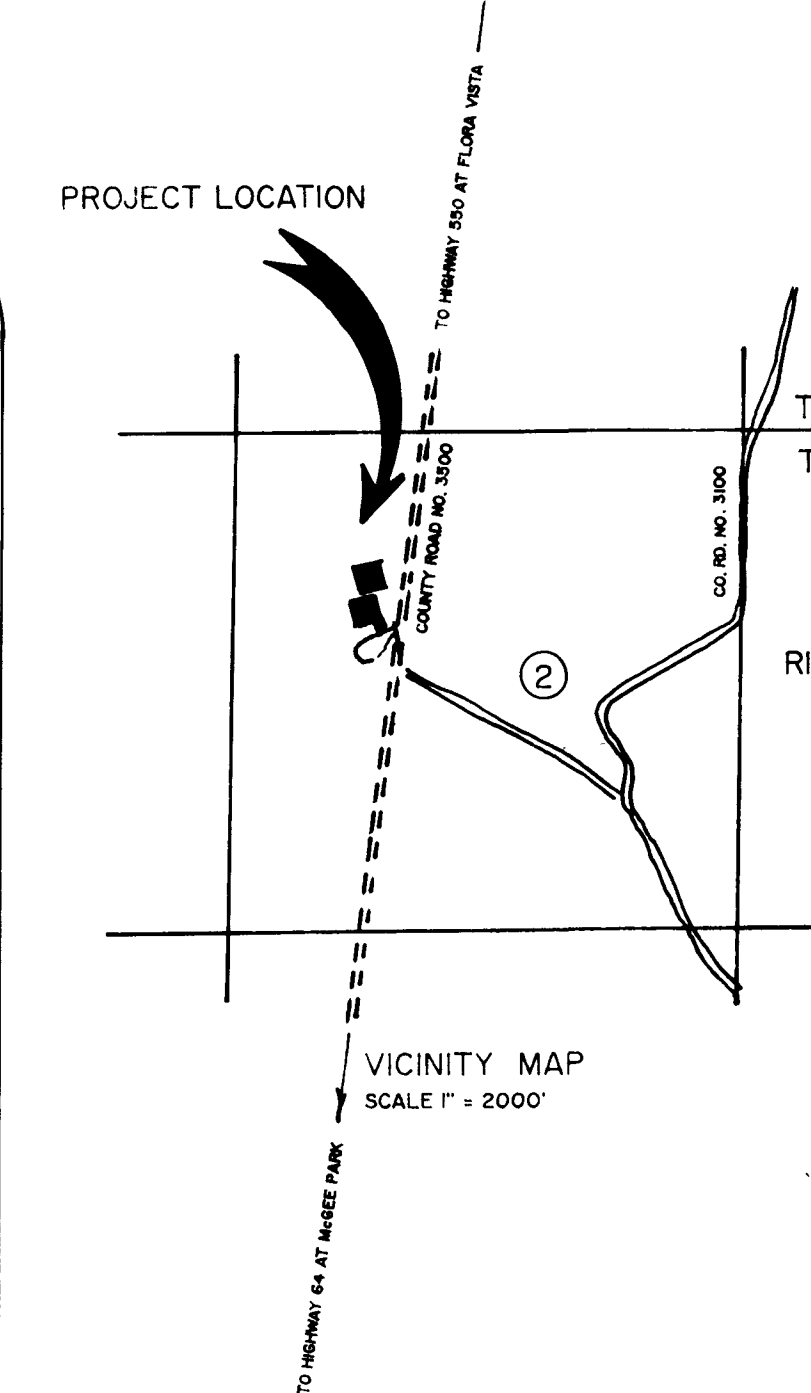 TO HIGHWAY 550 AT FLORA VISTA
PROJECT LOCATION
T
T
COUNTY ROAD NO. 3500
CO. RD. NO. 3100
2
RI
VICINITY MAP
SCALE 1" = 2000'
TO HIGHWAY 64 AT McGEE PARK